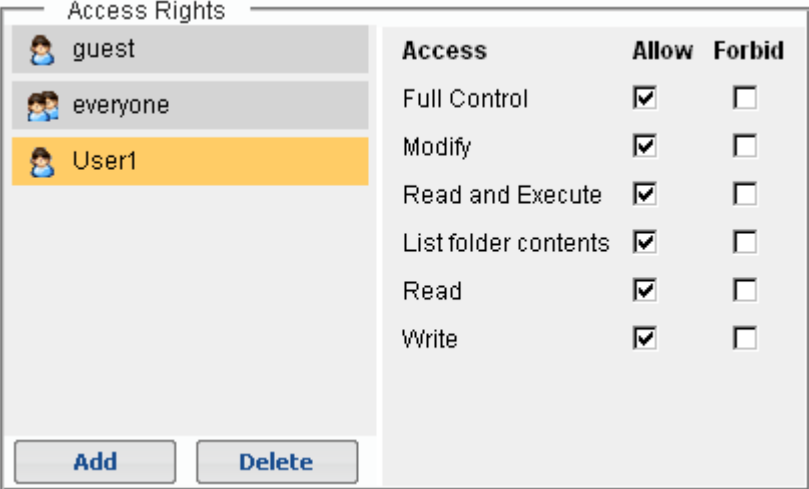 Access Rights
guest
everyone
User1
Add Delete
Access Allow Forbid
Full Control
Modify
Read and Execute
List folder contents
Read
Write